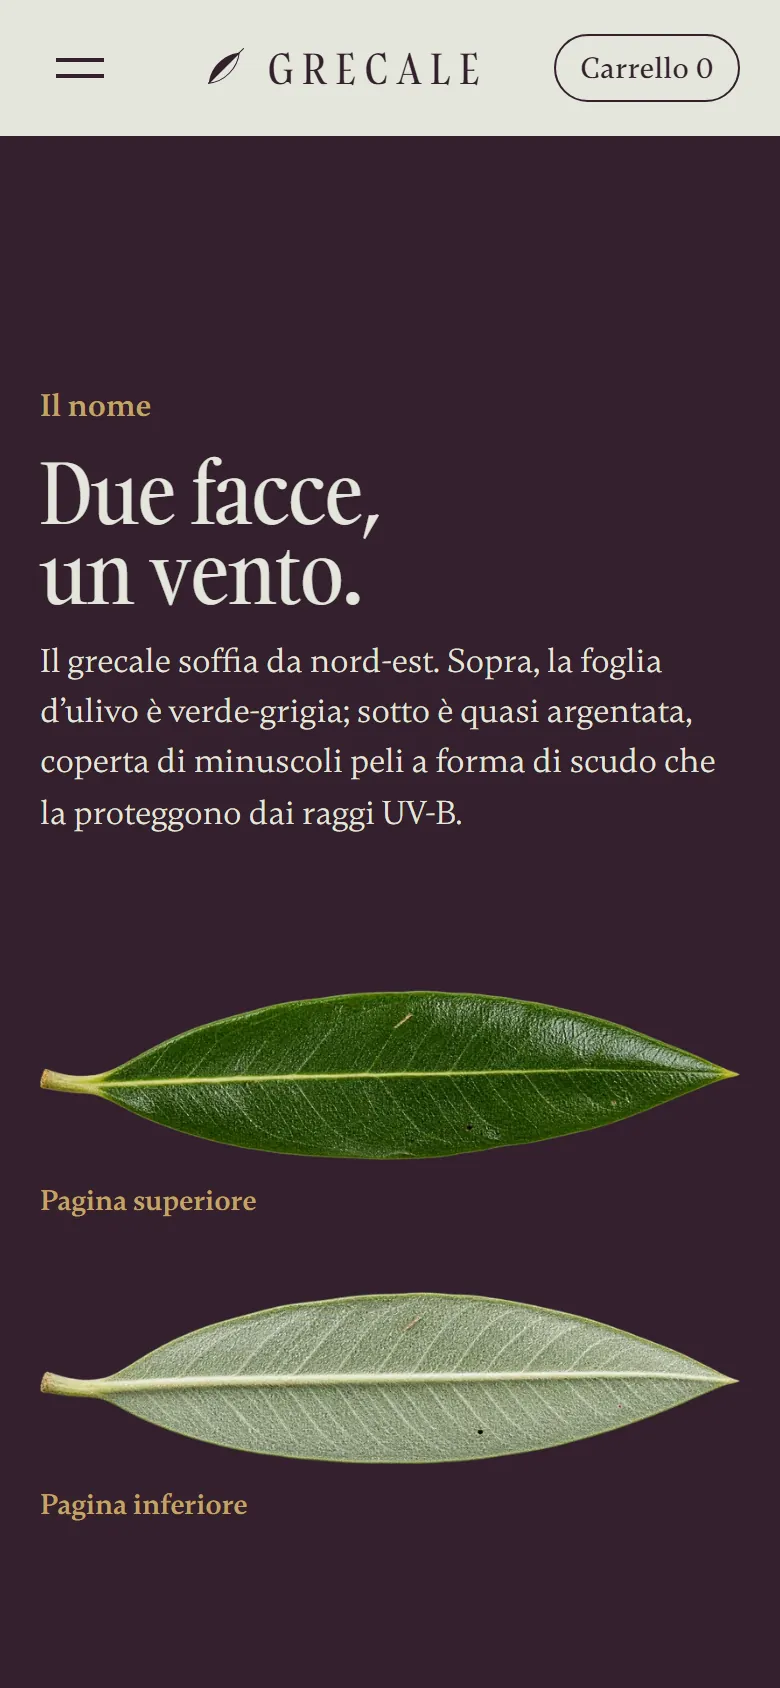 GRECALE
Carrello 0
Il nome
Due facce,
un vento.
Il grecale soffia da nord-est. Sopra, la foglia
d’ulivo è verde-grigia; sotto è quasi argentata,
coperta di minuscoli peli a forma di scudo che
la proteggono dai raggi UV-B.
Pagina superiore
Pagina inferiore